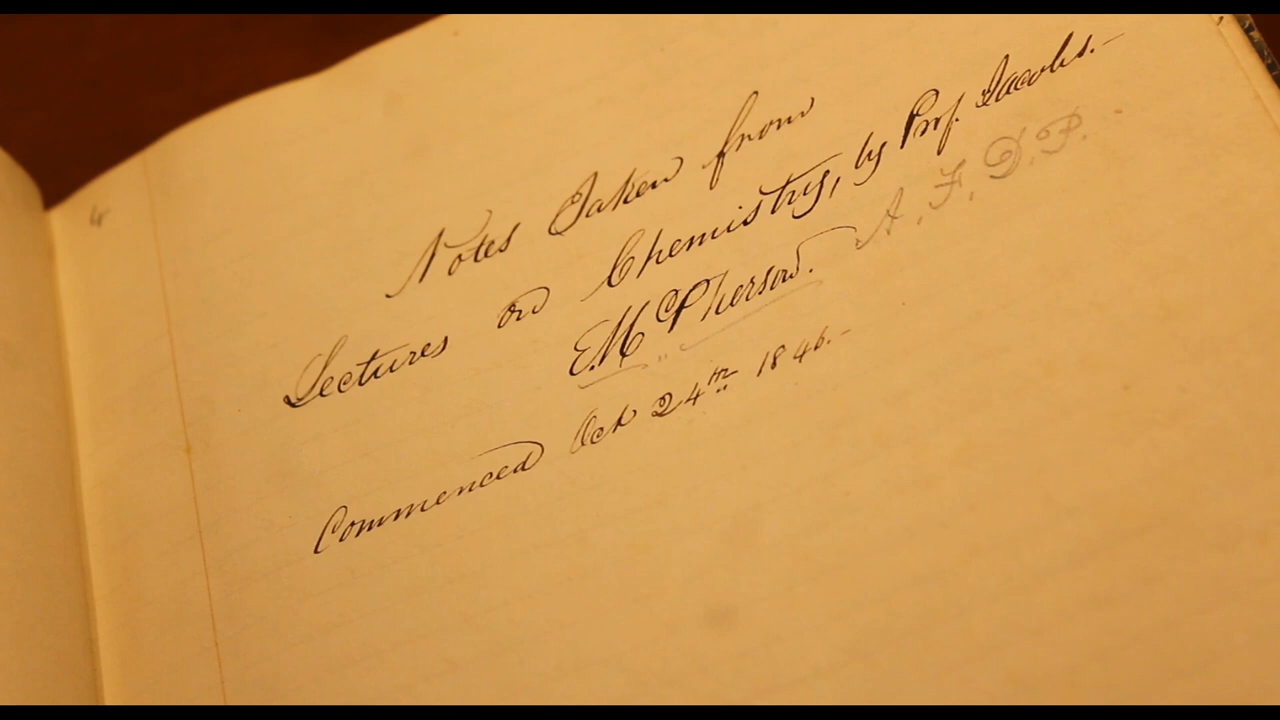 Notes Taken from
Lectures on Chemistry, by Prof. Jacobs.-
E. McPherson. A. F. D. P.
Commenced Oct 24th 1846.-